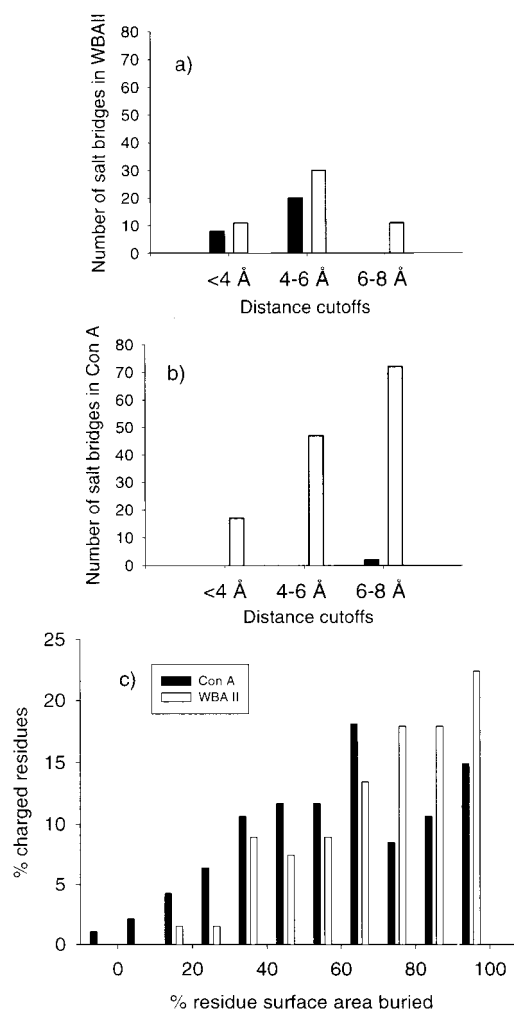 Number of salt bridges in WBAII
a)
80
70
60
50
40
30
20
10
0
<4 Å
4-6 Å
6-8 Å
Distance cutoffs
Number of salt bridges in Con A
b)
80
70
60
50
40
30
20
10
0
<4 Å
4-6 Å
6-8 Å
Distance cutoffs
% charged residues
c)
Con A
WBA II
25
20
15
10
5
0
0
20
40
60
80
100
% residue surface area buried